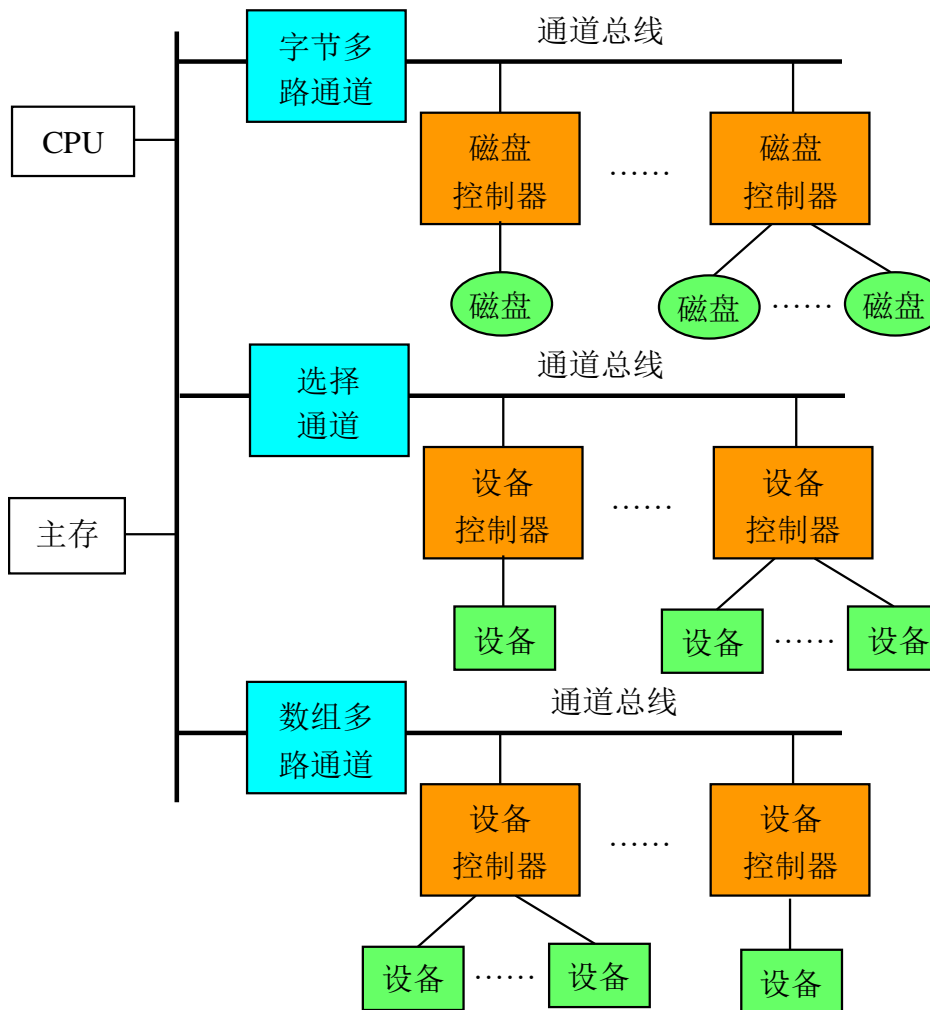 通道总线
字节多
路通道
CPU
磁盘
控制器
……
磁盘
控制器
磁盘
磁盘
……
磁盘
通道总线
选择
通道
设备
控制器
……
设备
控制器
主存
设备
设备
……
设备
通道总线
数组多
路通道
设备
控制器
……
设备
控制器
设备
……
设备
设备